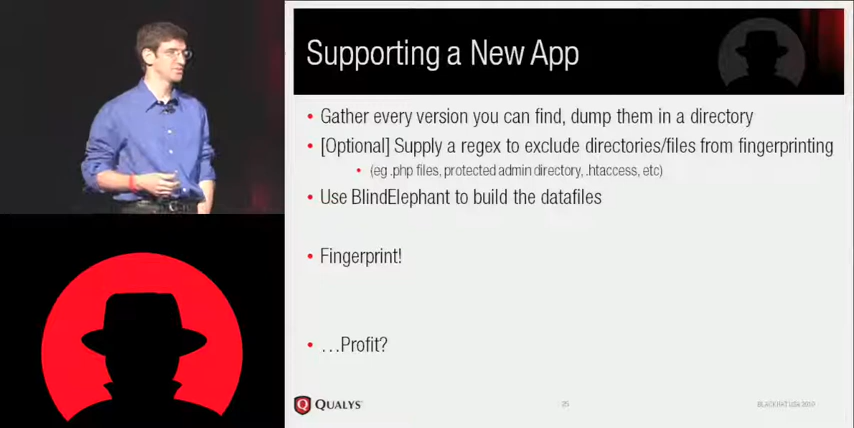 Supporting a New App
• Gather every version you can find, dump them in a directory
• [Optional] Supply a regex to exclude directories/files from fingerprinting
• (eg .php files, protected admin directory, .htaccess, etc)
• Use BlindElephant to build the datafiles
• Fingerprint!
• …Profit?
QUALYS
25
BLACKHAT USA 2010